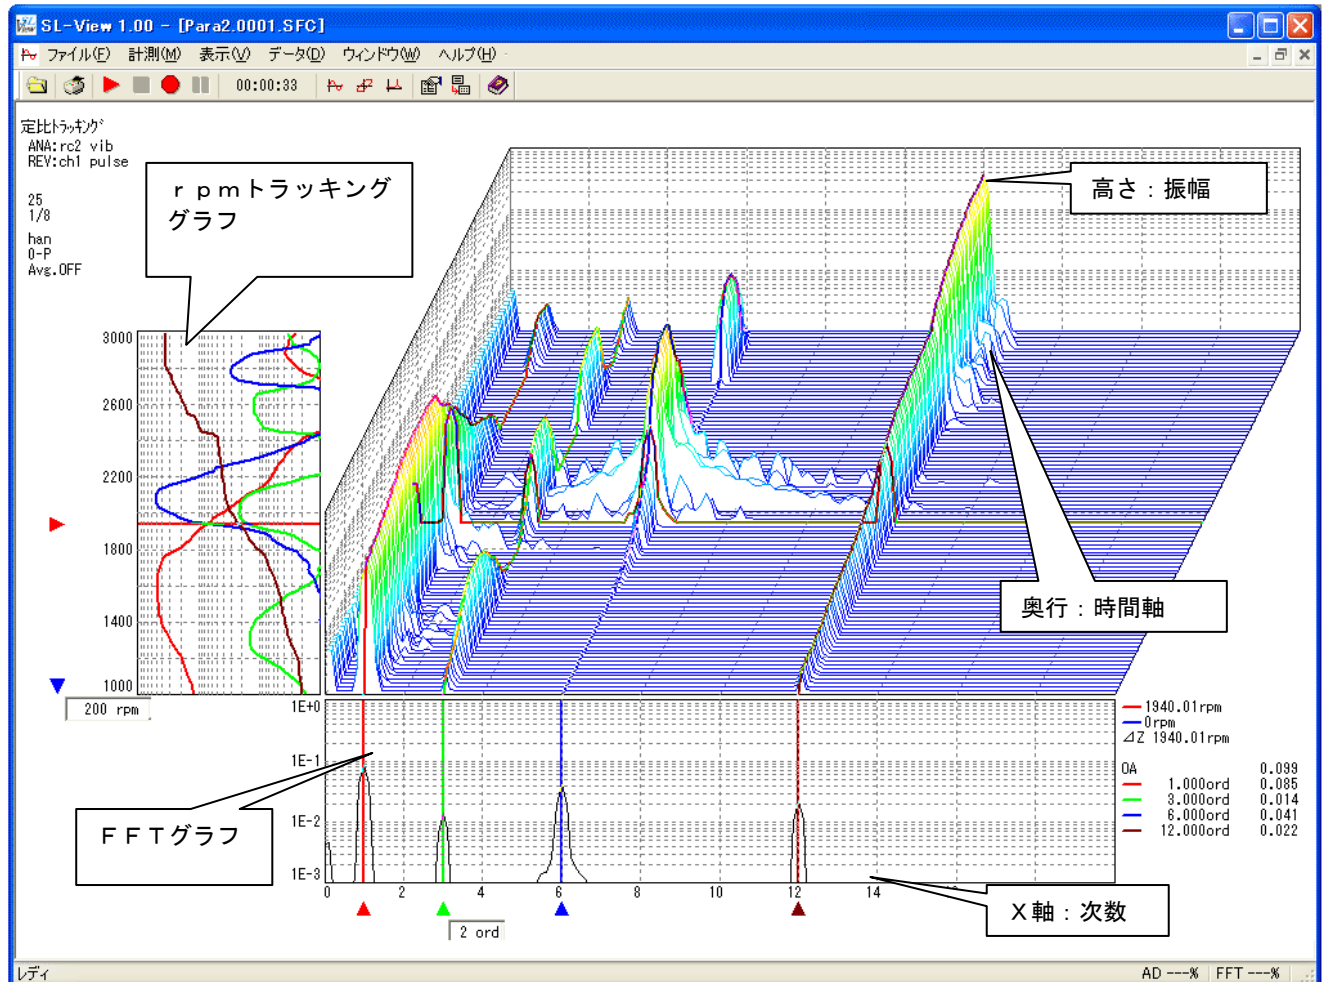 SL-View 1.00 - [Para2.0001.SFC]
ファイル(F) 計測(M) 表示(V) データ(D) ウィンドウ(W) ヘルプ(H)
00:00:33
定比トラッキング
ANA:rc2 vib
REV:ch1 pulse
25
1/8
han
0-P
Avg.OFF
ｒｐｍトラッキング
グラフ
高さ：振幅
奥行：時間軸
3000
2600
2200
1800
1400
1000
200 rpm
1E+0
1E-1
1E-2
1E-3
0 2 4 6 8 10 12 14
2 ord
ＦＦＴグラフ
Ｘ軸：次数
1940.01rpm
0rpm
⊿Z 1940.01rpm
OA 0.099
1.000ord 0.085
3.000ord 0.014
6.000ord 0.041
12.000ord 0.022
レディ
AD ---% FFT ---%